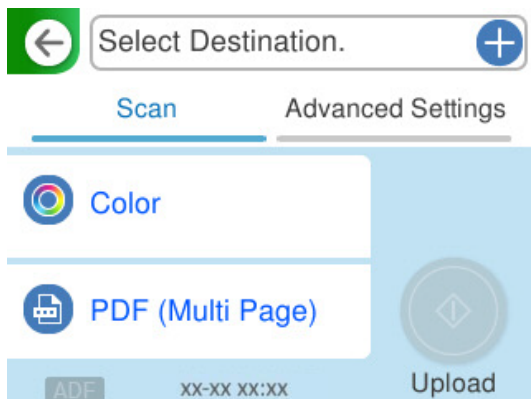 Select Destination.
Scan
Advanced Settings
Color
PDF (Multi Page)
ADF
xx-xx xx:xx
Upload